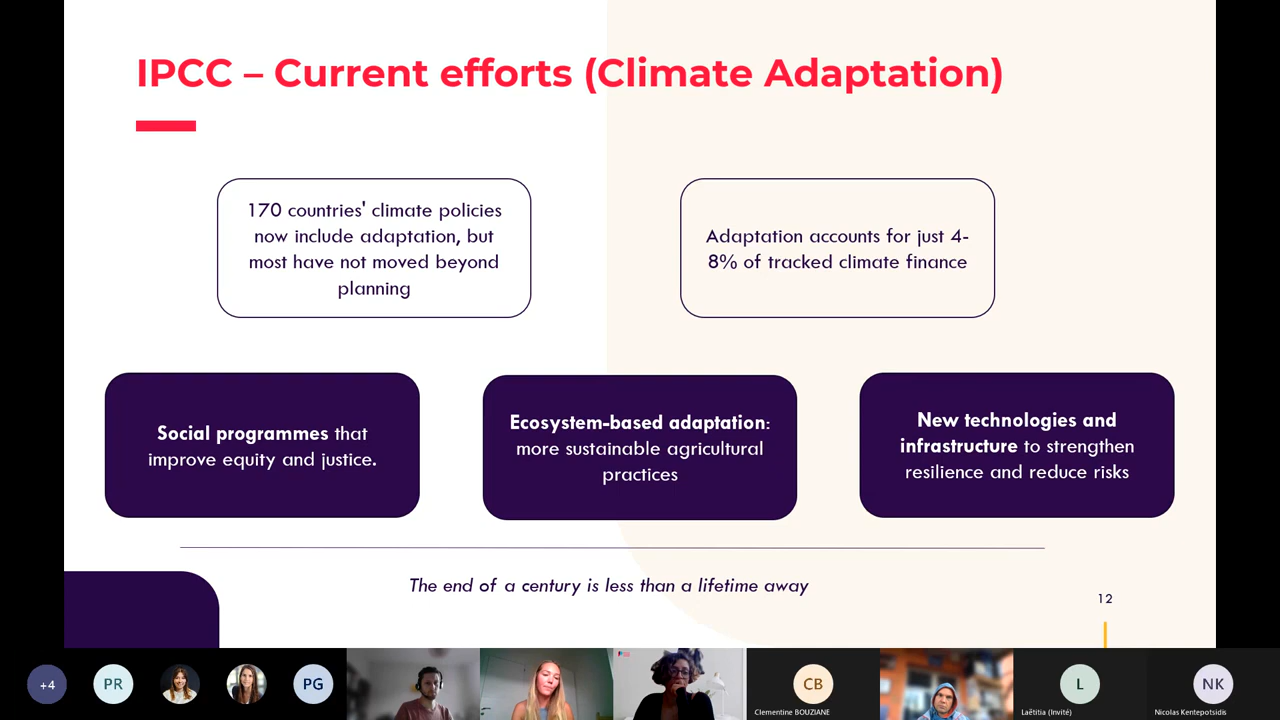 IPCC – Current efforts (Climate Adaptation)
170 countries' climate policies
now include adaptation, but
most have not moved beyond
planning
Adaptation accounts for just 4-
8% of tracked climate finance
Social programmes that
improve equity and justice.
Ecosystem-based adaptation:
more sustainable agricultural
practices
New technologies and
infrastructure to strengthen
resilience and reduce risks
The end of a century is less than a lifetime away
12
+4
PR
PG
CB
Clementine BOUZIANE
L
Laëtitia (Invité)
NK
Nicolas Kentepotsidis